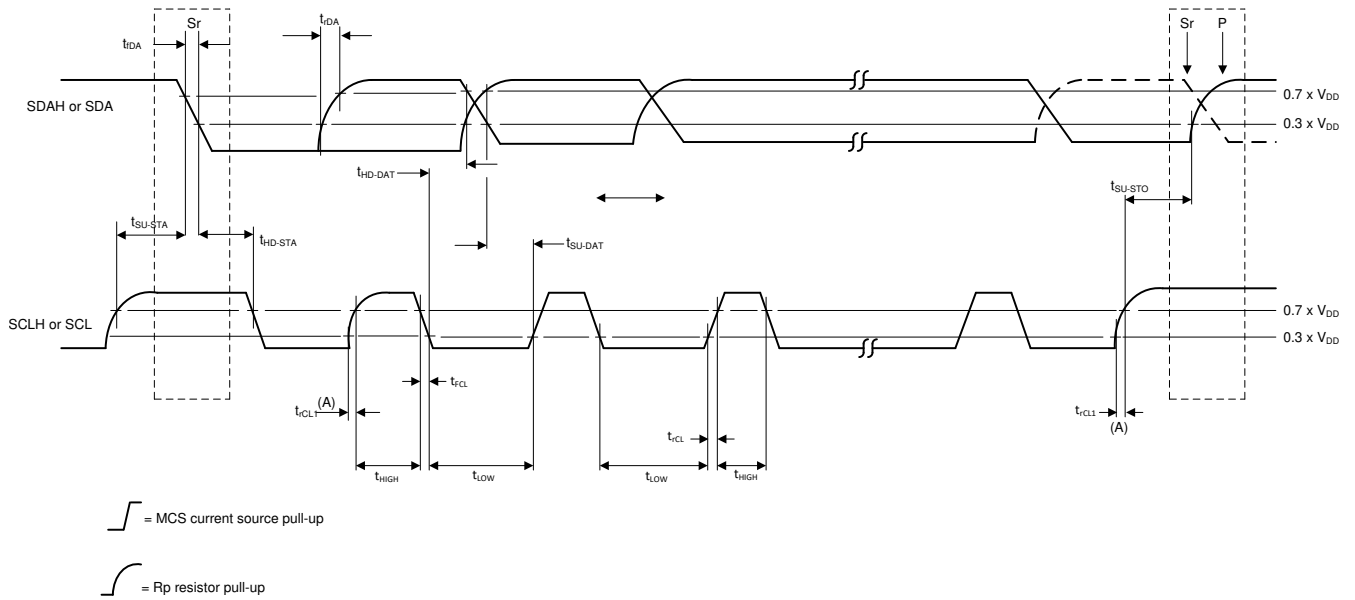 Sr
trDA
Sr P
tfDA
SDAH or SDA
0.7 x VDD
0.3 x VDD
tHD-DAT
tSU-STO
tSU-STA
tHD-STA
tSU-DAT
SCLH or SCL
0.7 x VDD
0.3 x VDD
tFCL
trCL1 (A)
trCL1
(A)
trCL
tHIGH
tLOW
tLOW
tHIGH
= MCS current source pull-up
= Rp resistor pull-up